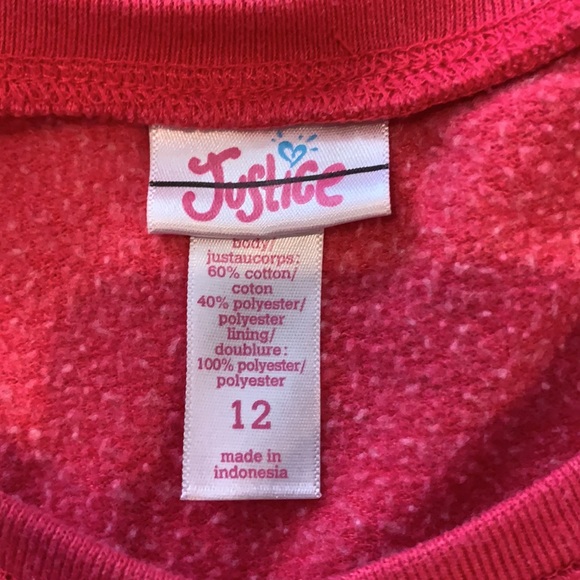 Justice
body/
justaucorps:
60% cotton/
coton
40% polyester/
polyester
lining/
doublure:
100% polyester/
polyester
12
made in
indonesia